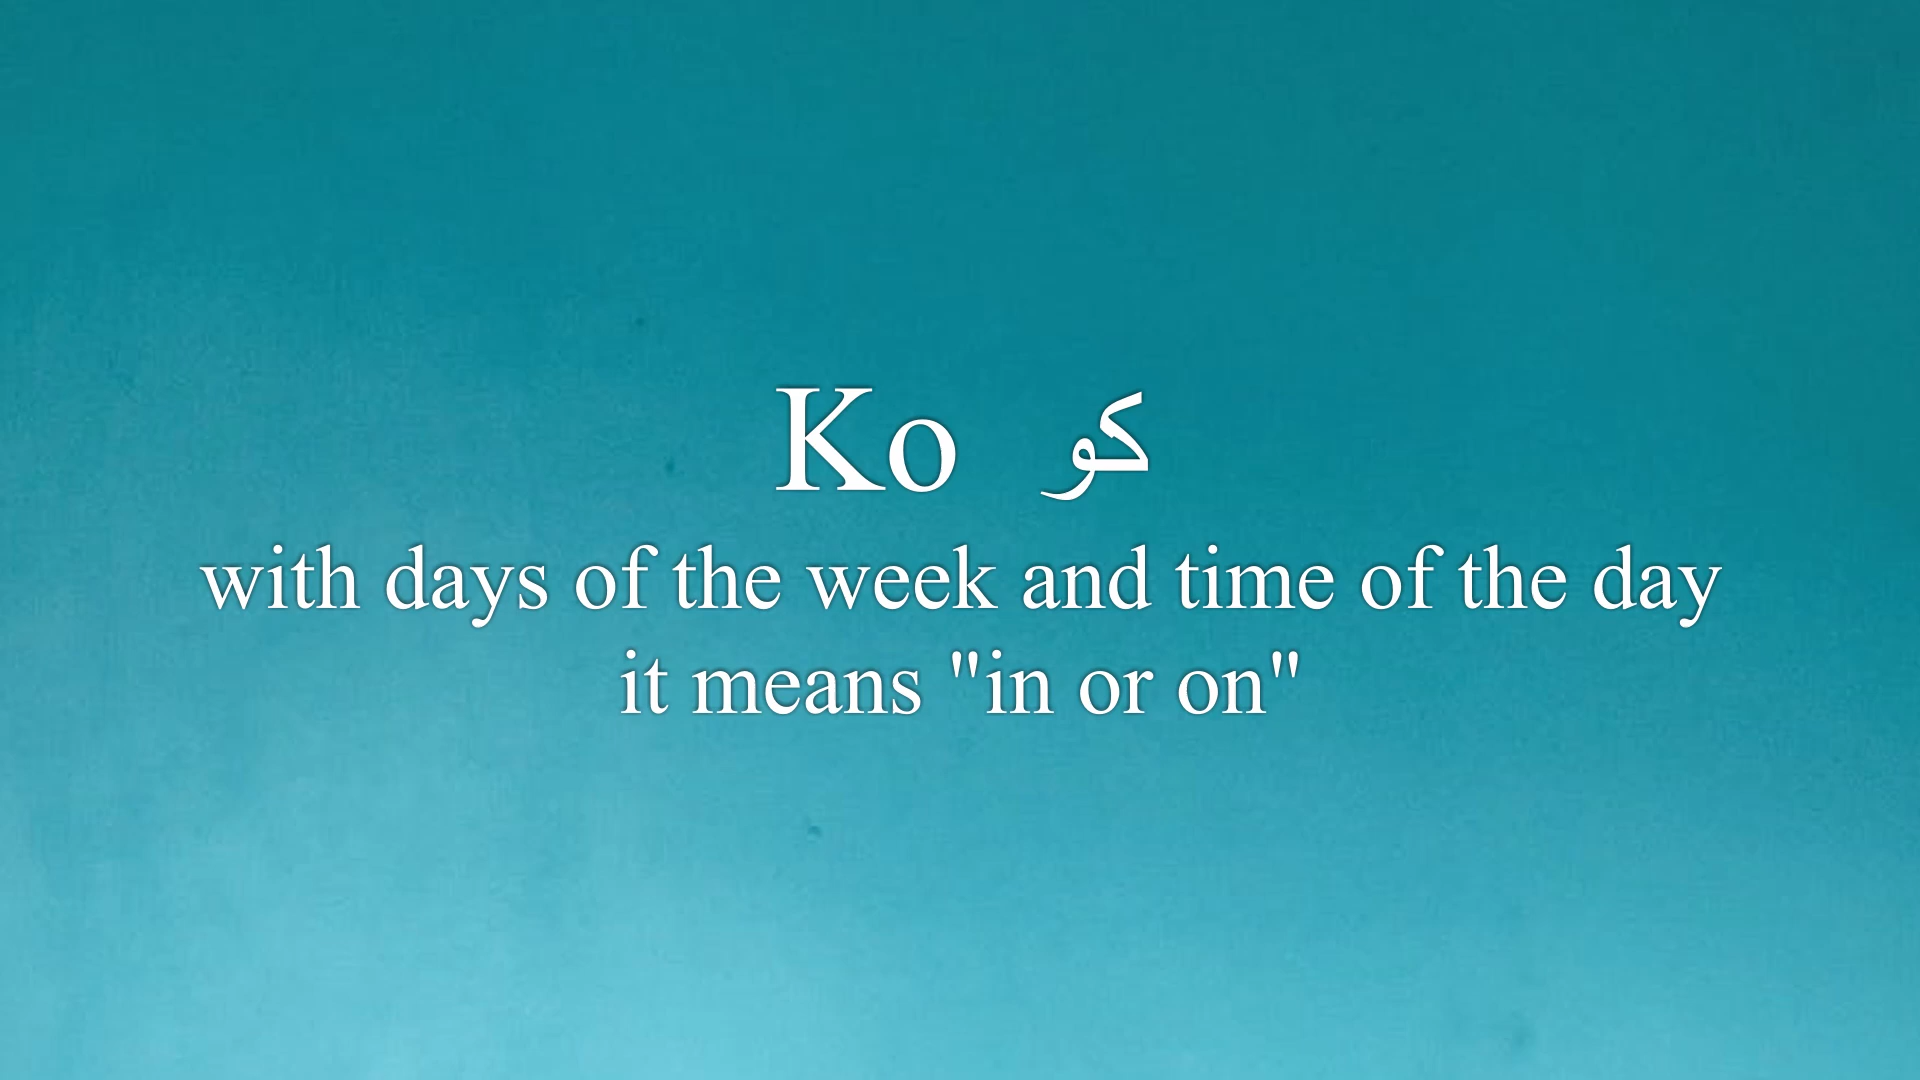 Ko کو
with days of the week and time of the day
it means "in or on"